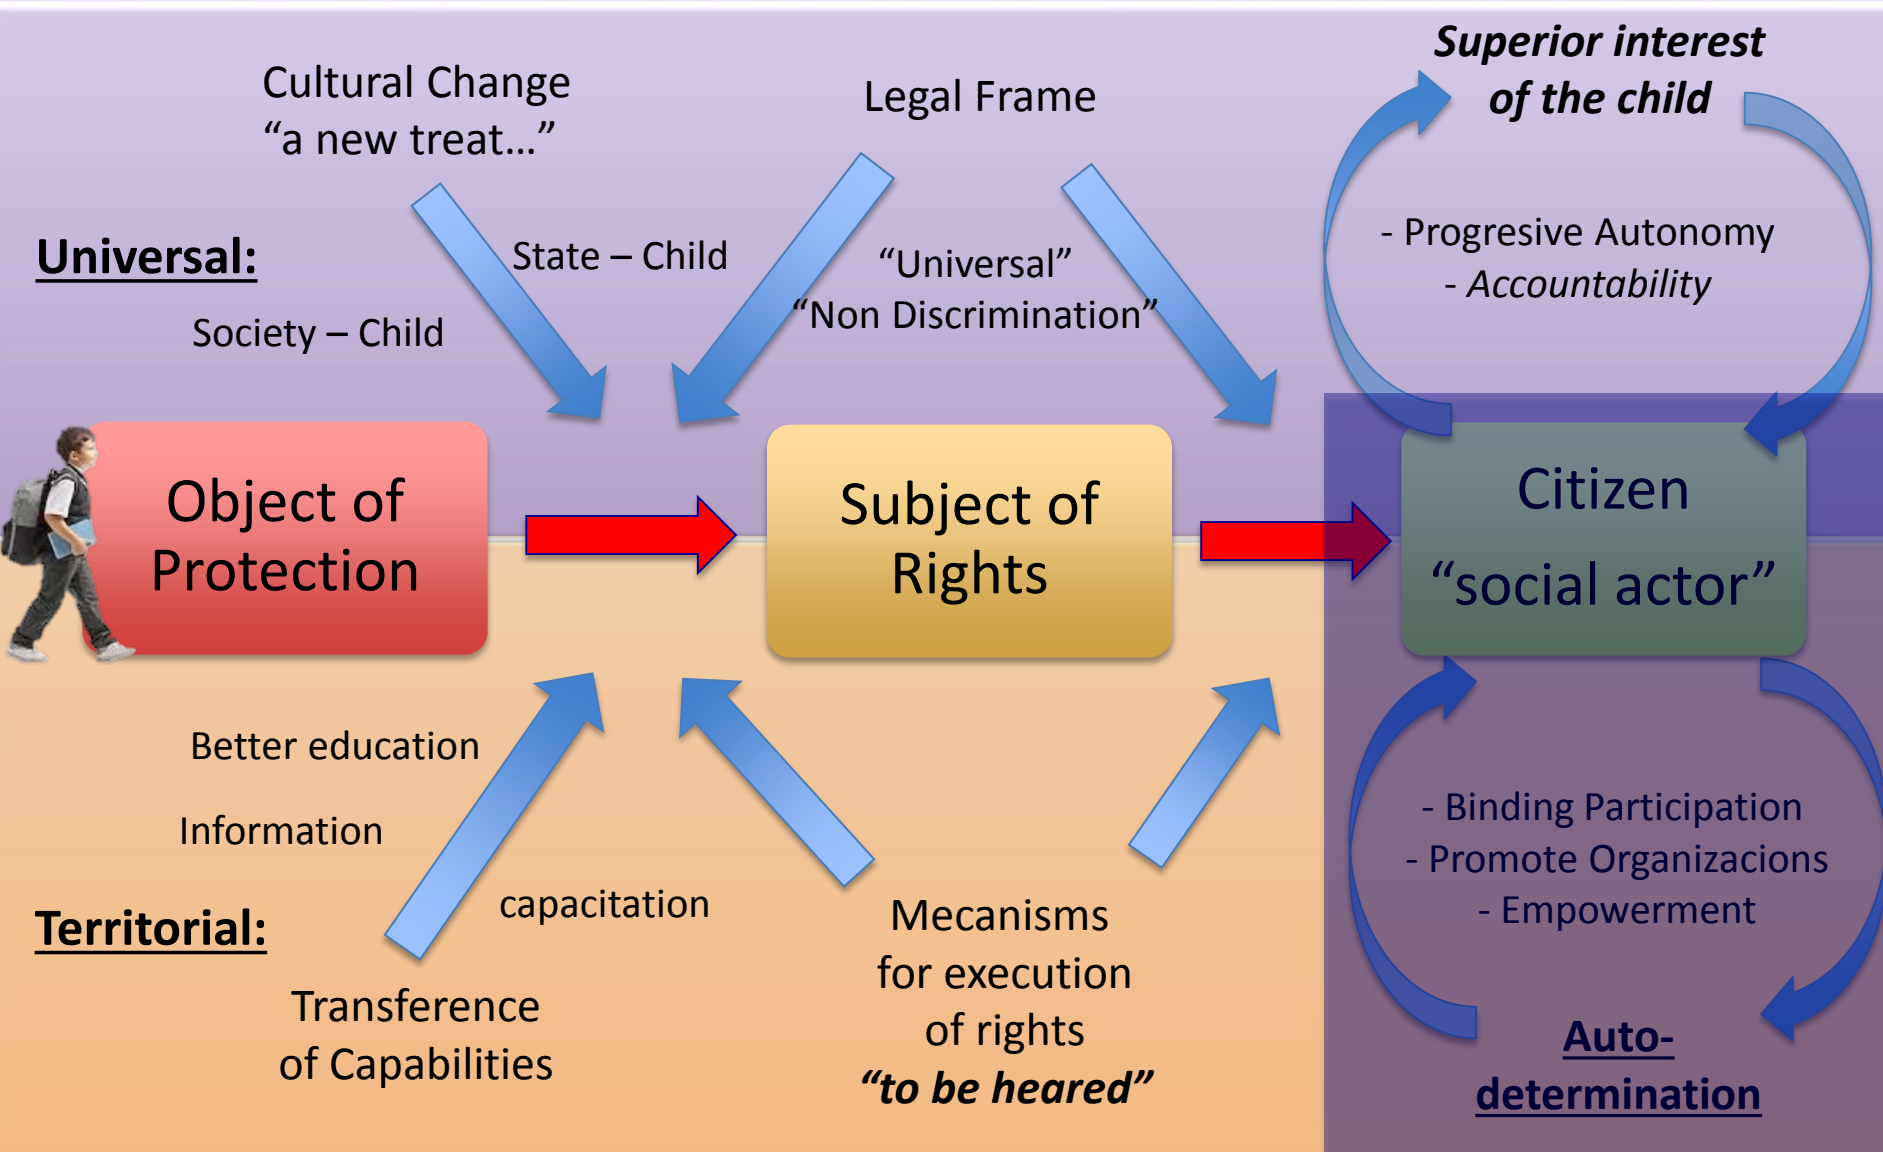 Cultural Change
“a new treat...”
Legal Frame
Superior interest
of the child
Universal:
State – Child
Society – Child
“Universal”
“Non Discrimination”
- Progresive Autonomy
- Accountability
Object of
Protection
Subject of
Rights
Citizen
“social actor”
Better education
Information
Territorial:
capacitation
Transference
of Capabilities
Mecanisms
for execution
of rights
“to be heared”
- Binding Participation
- Promote Organizacions
- Empowerment
Auto-
determination